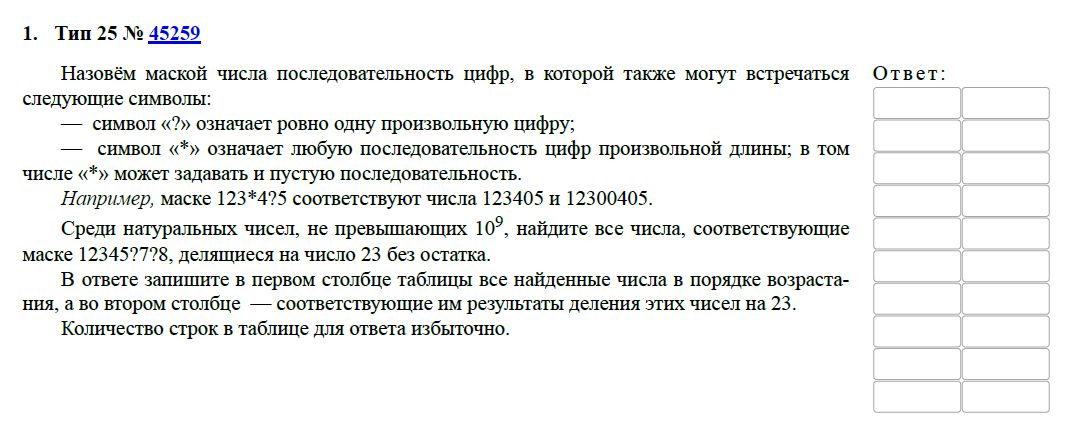 1. Тип 25 № 45259
Назовём маской числа последовательность цифр, в которой также могут встречаться
Ответ:
следующие символы:
— символ «?» означает ровно одну произвольную цифру;
— символ «*» означает любую последовательность цифр произвольной длины; в том
числе «*» может задавать и пустую последовательность.
Например, маске 123*4?5 соответствуют числа 123405 и 12300405.
Среди натуральных чисел, не превышающих 10⁹, найдите все числа, соответствующие
маске 12345?7?8, делящиеся на число 23 без остатка.
В ответе запишите в первом столбце таблицы все найденные числа в порядке возраста-
ния, а во втором столбце — соответствующие им результаты деления этих чисел на 23.
Количество строк в таблице для ответа избыточно.